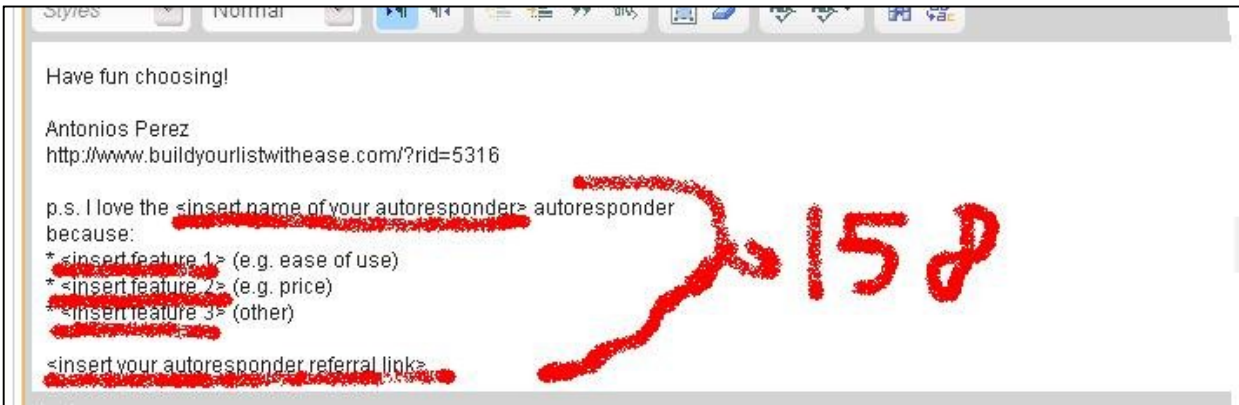 Styles Normal
Have fun choosing!
Antonios Perez
http://www.buildyourlistwithease.com/?rid=5316
p.s. I love the <insert name of your autoresponder> autoresponder
because:
* <insert feature 1> (e.g. ease of use)
* <insert feature 2> (e.g. price)
* <insert feature 3> (other)
<insert your autoresponder referral link>
158